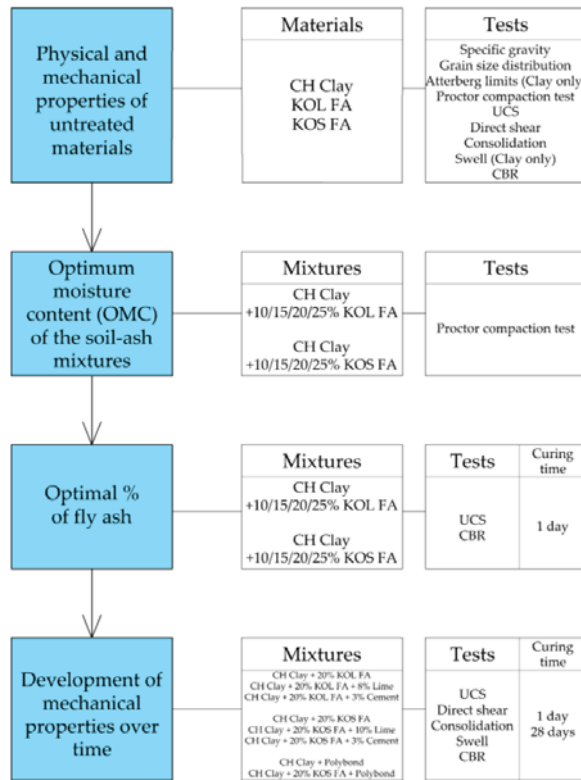 Physical and
mechanical
properties of
untreated
materials
Materials
CH Clay
KOL FA
KOS FA
Tests
Specific gravity
Grain size distribution
Atterberg limits (Clay only
Proctor compaction test
UCS
Direct shear
Consolidation
Swell (Clay only)
CBR
Optimum
moisture
content (OMC)
of the soil-ash
mixtures
Mixtures
CH Clay
+10/15/20/25% KOL FA
CH Clay
+10/15/20/25% KOS FA
Tests
Proctor compaction test
Optimal %
of fly ash
Mixtures
CH Clay
+10/15/20/25% KOL FA
CH Clay
+10/15/20/25% KOS FA
Tests
UCS
CBR
Curing
time
1 day
Development of
mechanical
properties over
time
Mixtures
CH Clay + 20% KOL FA
CH Clay + 20% KOL FA + 8% Lime
CH Clay + 20% KOL FA + 3% Cement
CH Clay + 20% KOS FA
CH Clay + 20% KOS FA + 10% Lime
CH Clay + 20% KOS FA + 3% Cement
CH Clay + Polybond
CH Clay + 20% KOS FA + Polybond
Tests
UCS
Direct shear
Consolidation
Swell
CBR
Curing
time
1 day
28 days